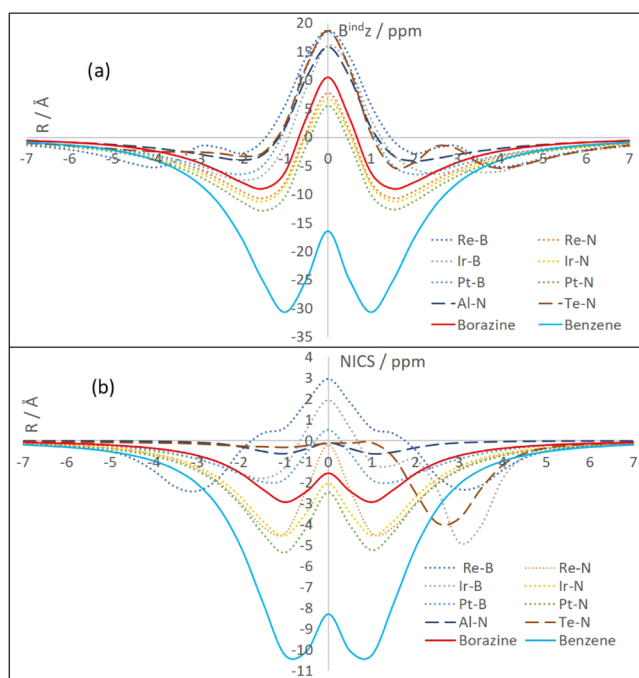 20
B^ind z / ppm
15
(a)
10
5
R / Å
0
-7 -6 -5 -4 -3 -2 -1 0 1 2 3 4 5 6 7
-5
-10
-15
Re-B Re-N
-20
Ir-B Ir-N
Pt-B Pt-N
-25
Al-N Te-N
-30
Borazine Benzene
-35
4
NICS / ppm
(b)
3
2
1
R / Å
0
-7 -6 -5 -4 -3 -2 -1 0 1 2 3 4 5 6 7
-1
-2
-3
-4
-5
-6
Re-B Re-N
-7
Ir-B Ir-N
-8
Pt-B Pt-N
-9
Al-N Te-N
-10
Borazine Benzene
-11